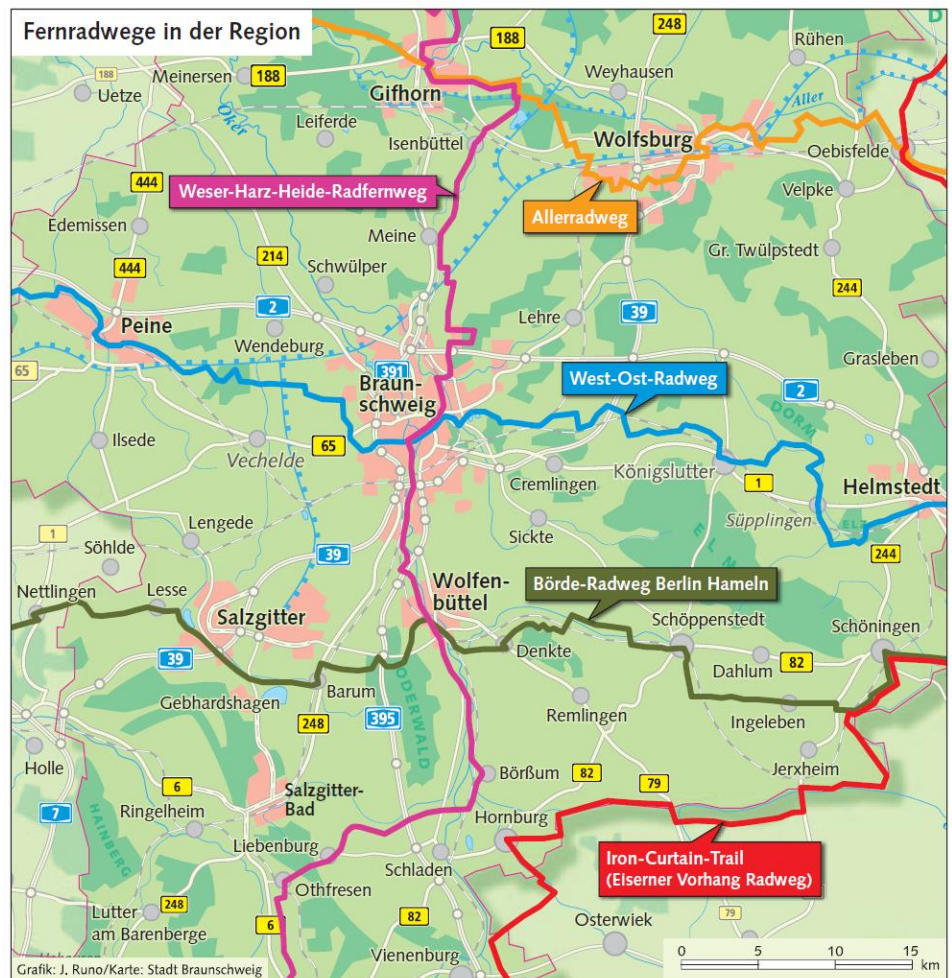 Fernradwege in der Region
248
Rühen
188
188
Meinersen
188
Weyhausen
Uetze
Gifhorn
Aller
Oker
Leiferde
Wolfsburg
Isenbüttel
Oebisfelde
444
Weser-Harz-Heide-Radfernweg
Velpke
Allerradweg
Edemissen
Meine
214
Gr. Twülpstedt
444
Schwülper
244
2
39
Peine
Lehre
Wendeburg
Grasleben
65
391
West-Ost-Radweg
Braun-
schweig
2
DORM
Ilsede
65
Vechelde
Königslutter
Cremlingen
1
Helmstedt
Lengede
Sickte
Süpplingen
ELZ
1
ELM
Söhlde
39
244
Nettlingen
Lesse
Wolfen-
büttel
Börde-Radweg Berlin Hameln
Salzgitter
Schöppenstedt
Schöningen
Denkte
39
Dahlum
82
Barum
ODERWALD
Gebhardshagen
248
395
Remlingen
Ingeleben
Holle
Börßum
Jerxheim
6
82
79
7
Ringelheim
Salzgitter-
Bad
HAINBERG
Hornburg
Liebenburg
Iron-Curtain-Trail
(Eiserner Vorhang Radweg)
Schladen
Othfresen
Lutter
am Barenberge
248
6
82
Osterwiek
79
Vienenburg
0 5 10 15
km
Grafik: J. Runo/Karte: Stadt Braunschweig